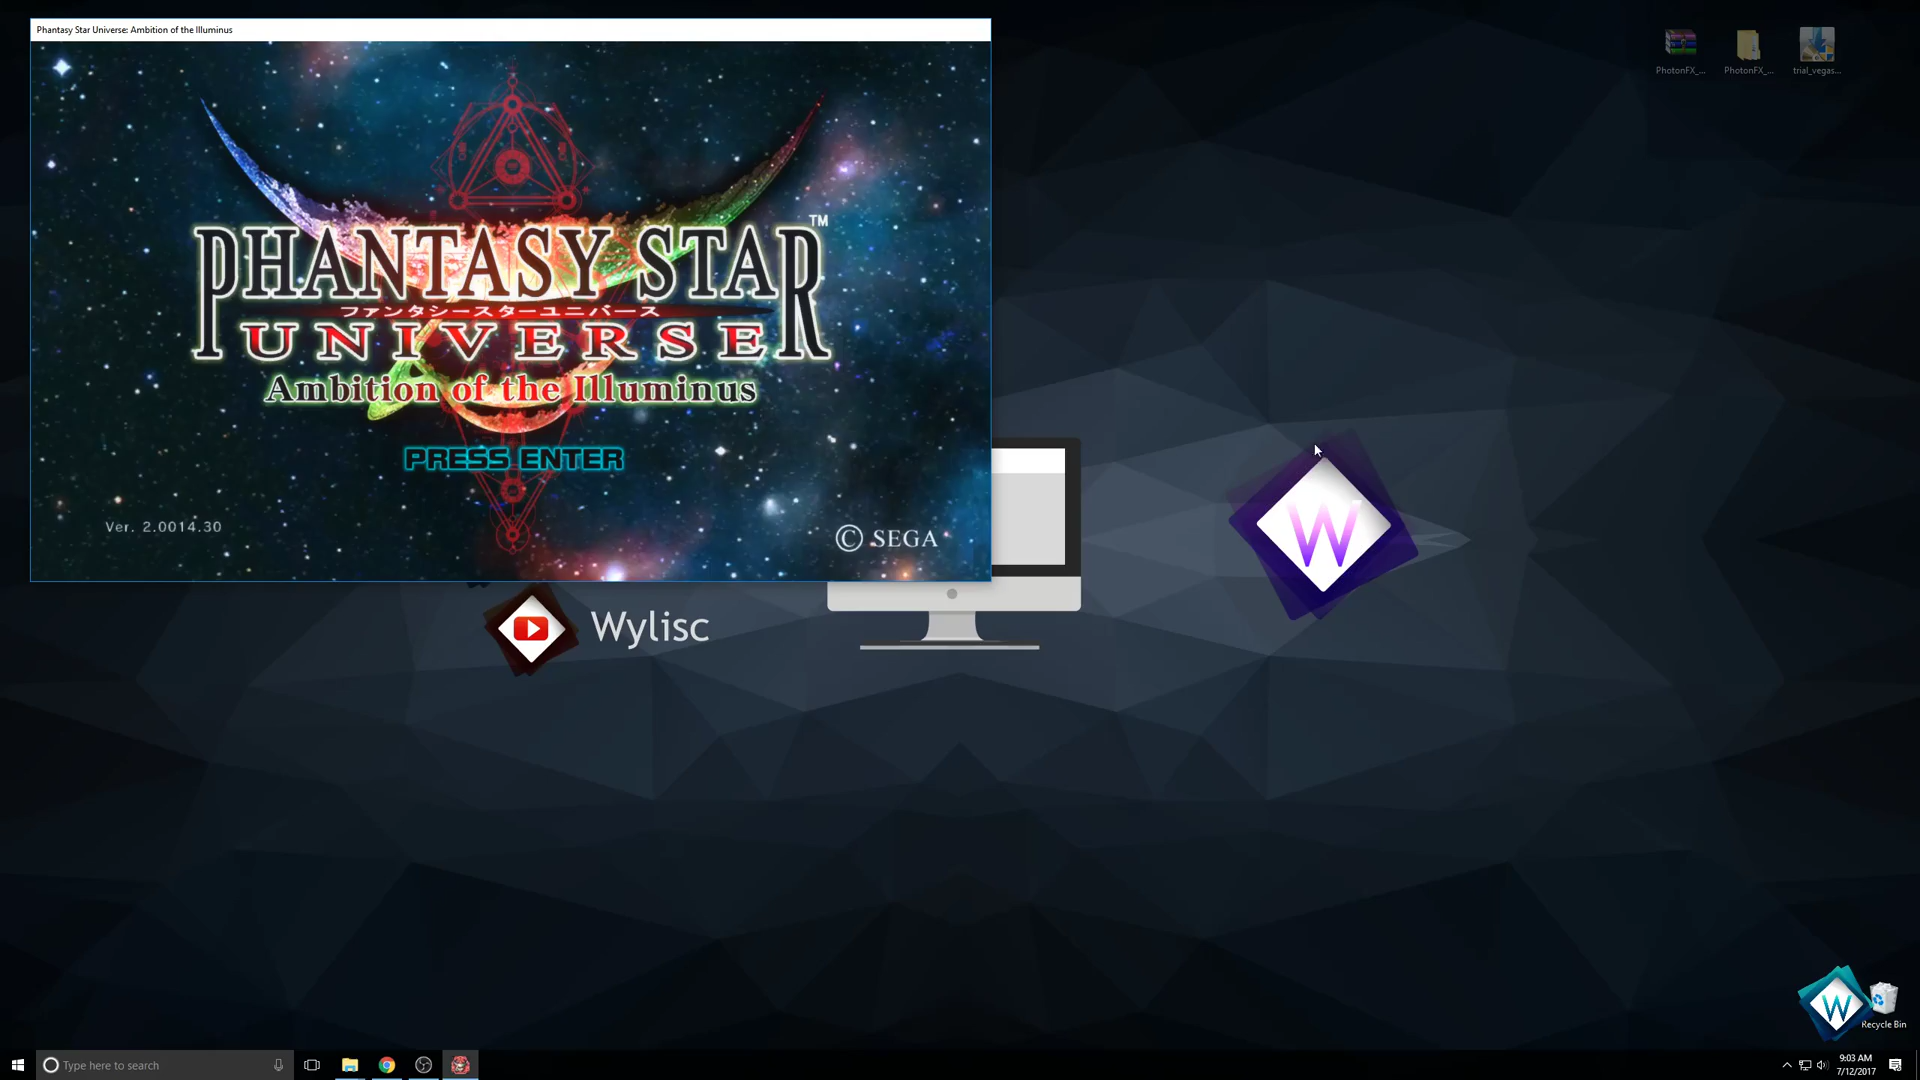 Phantasy Star Universe: Ambition of the Illuminus
PhotonFX_...
PhotonFX_...
trial_vegas...
PHANTASY STAR
TM
ファンタシースターユニバース
UNIVERSE
Ambition of the Illuminus
PRESS ENTER
Ver. 2.0014.30
© SEGA
W
Wylisc
W
Recycle Bin
Type here to search
9:03 AM
7/12/2017